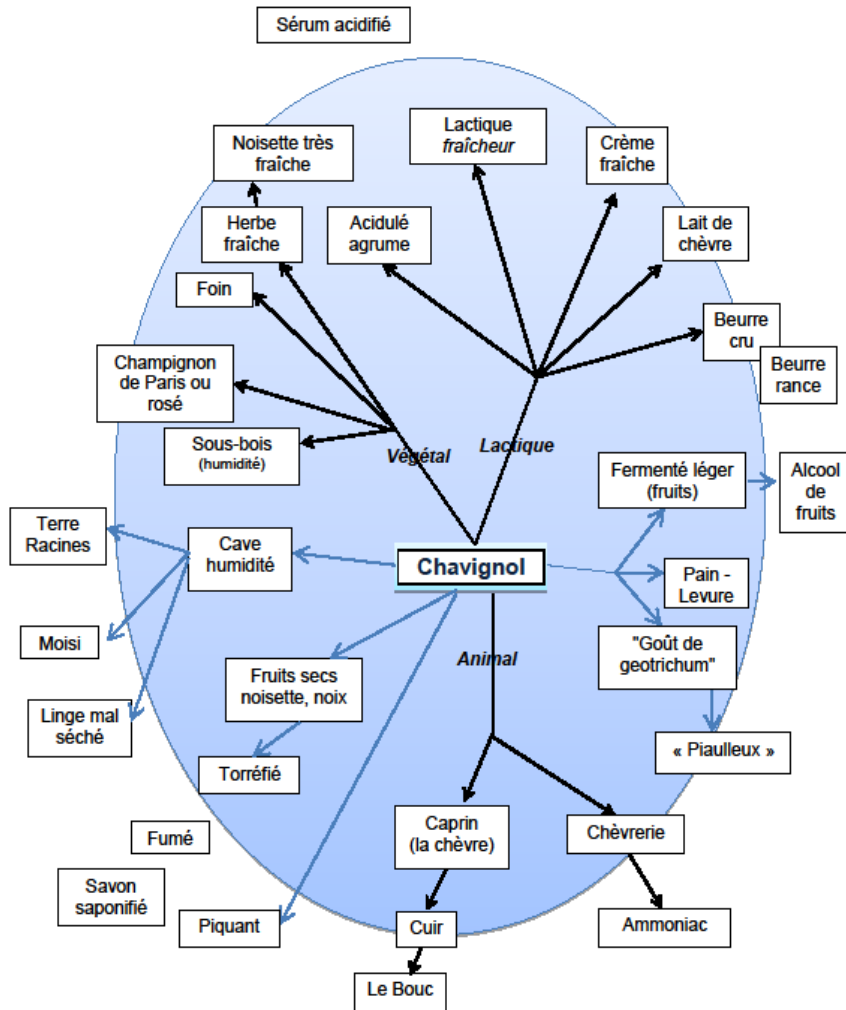 Sérum acidifié
Noisette très
fraîche
Lactique
fraîcheur
Crème
fraîche
Herbe
fraîche
Acidulé
agrume
Lait de
chèvre
Foin
Beurre
cru
Beurre
rance
Champignon
de Paris ou
rosé
Sous-bois
(humidité)
Végétal
Lactique
Fermenté léger
(fruits)
Alcool
de
fruits
Terre
Racines
Cave
humidité
Chavignol
Pain -
Levure
Moisi
"Goût de
geotrichum"
Animal
Fruits secs
noisette, noix
Linge mal
séché
« Piaulleux »
Torréfié
Caprin
(la chèvre)
Chèvrerie
Fumé
Savon
saponifié
Piquant
Cuir
Ammoniac
Le Bouc